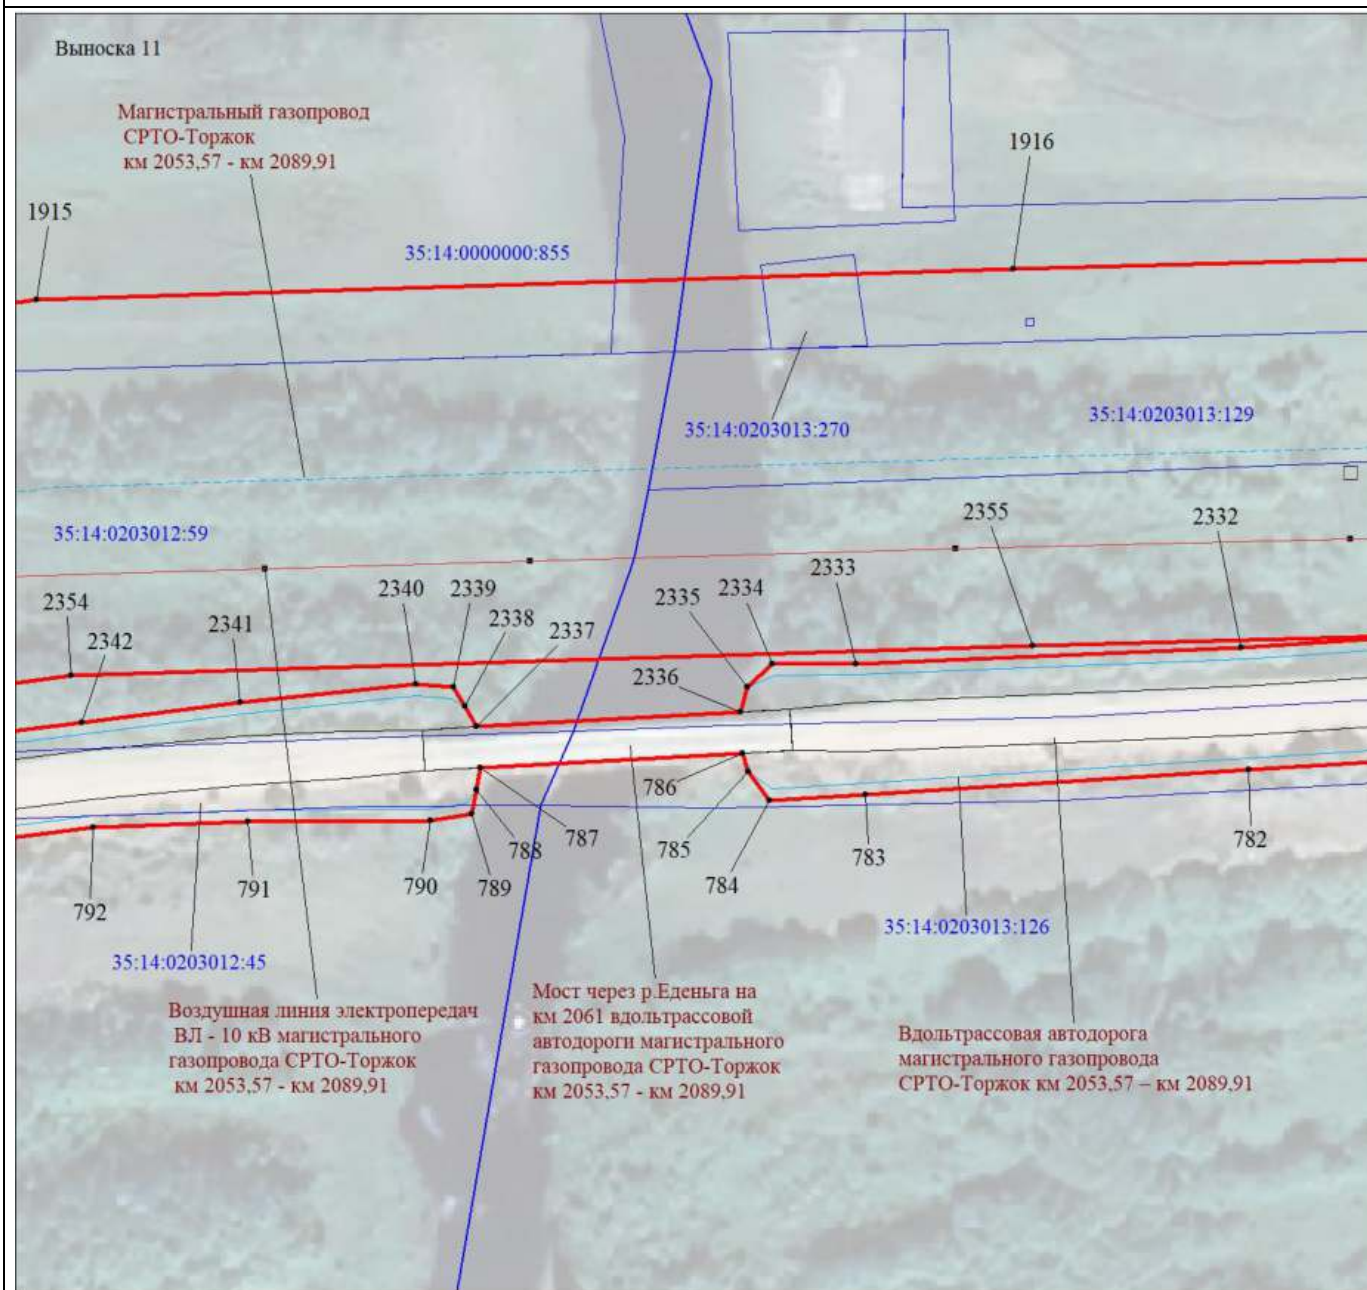 Выноска 11
Магистральный газопровод
СРТО-Торжок
км 2053,57 - км 2089,91
1916
1915
35:14:0000000:855
35:14:0203013:129
35:14:0203013:270
2355
2332
35:14:0203012:59
2340
2339
2334
2333
2354
2335
2338
2341
2342
2337
2336
786
787
788
785
783
782
790
789
784
791
792
35:14:0203013:126
35:14:0203012:45
Воздушная линия электропередач
ВЛ - 10 кВ магистрального
газопровода СРТО-Торжок
км 2053,57 - км 2089,91
Мост через р.Еденьга на
км 2061 вдольтрассовой
автодороги магистрального
газопровода СРТО-Торжок
км 2053,57 - км 2089,91
Вдольтрассовая автодорога
магистрального газопровода
СРТО-Торжок км 2053,57 – км 2089,91